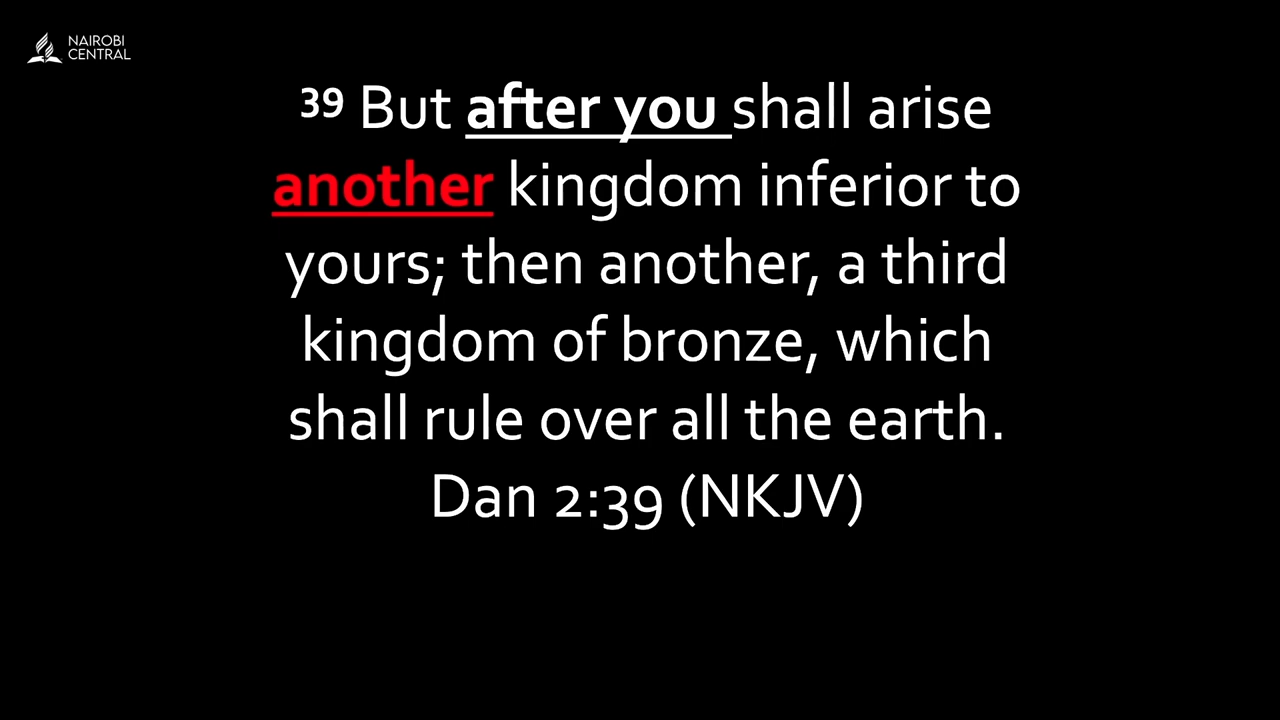 NAIROBI
CENTRAL
39 But after you shall arise
another kingdom inferior to
yours; then another, a third
kingdom of bronze, which
shall rule over all the earth.
Dan 2:39 (NKJV)